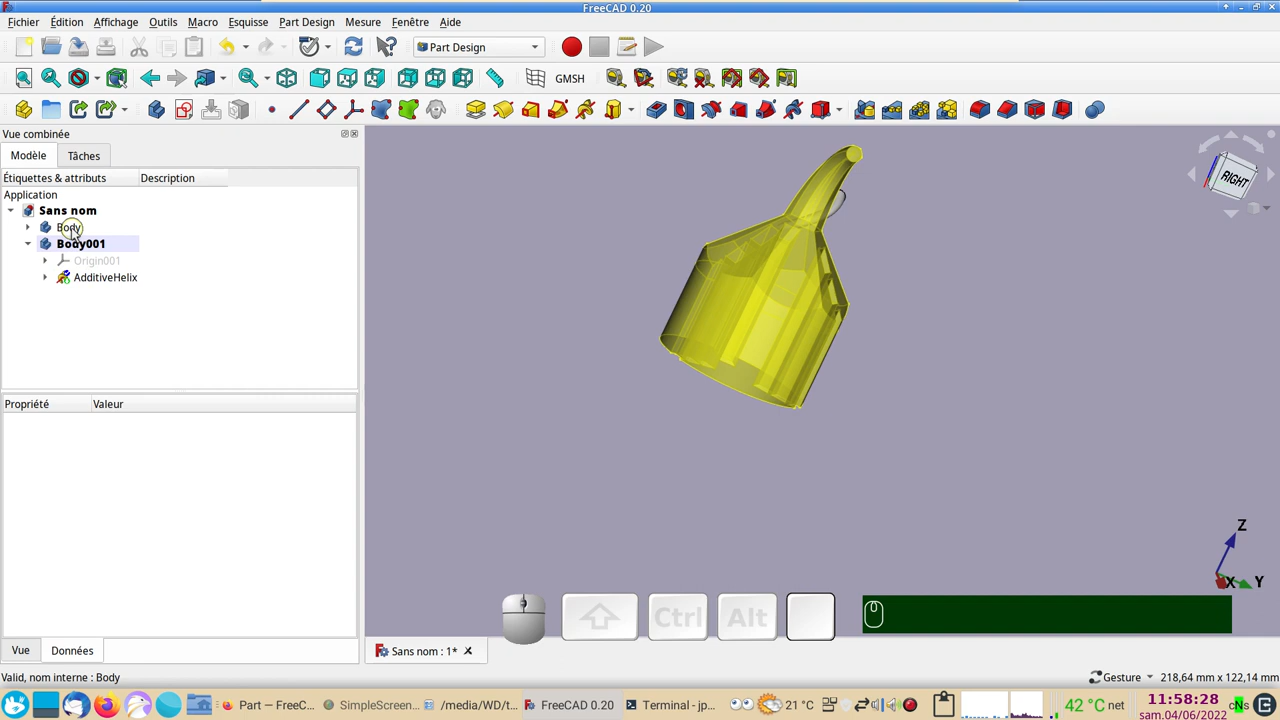 FreeCAD 0.20
Fichier Édition Affichage Outils Macro Esquisse Part Design Mesure Fenêtre Aide
Part Design
GMSH
Vue combinée
Modèle Tâches
Étiquettes & attributs Description
Application
Sans nom
Body
Body001
Origin001
AdditiveHelix
RIGHT
Propriété Valeur
Z
X Y
Ctrl Alt
Vue Données
Sans nom : 1*
Valid, nom interne : Body
Gesture 218,64 mm x 122,14 mm
Part — FreeC... SimpleScreen... /media/WD/t... FreeCAD 0.20 Terminal - jp... 21 °C 42 °C net 11:58:28 cNs
sam.04/06/2022